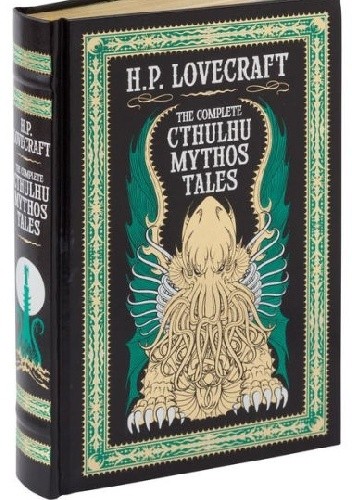 H.P. LOVECRAFT
THE COMPLETE
CTHULHU
MYTHOS
TALES
H.P.
LOVECRAFT
THE COMPLETE
CTHULHU
MYTHOS
TALES